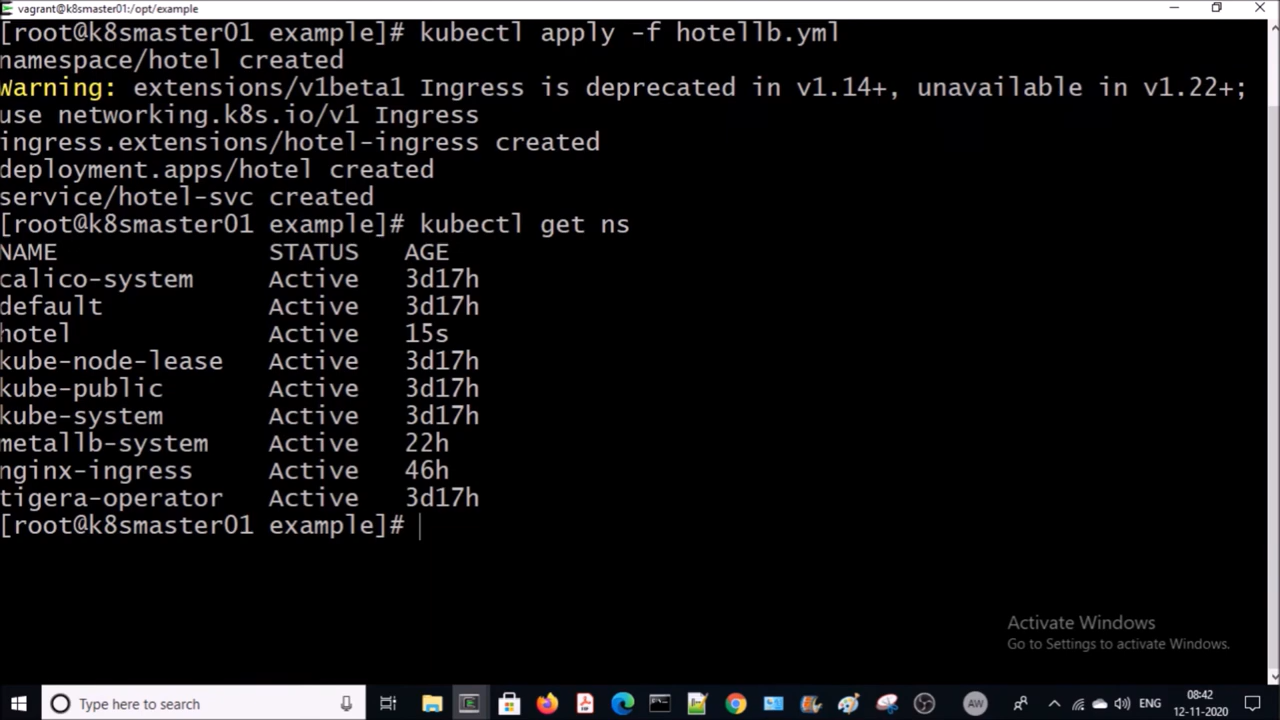 vagrant@k8smaster01:/opt/example
[root@k8smaster01 example]# kubectl apply -f hotellb.yml
namespace/hotel created
Warning: extensions/v1beta1 Ingress is deprecated in v1.14+, unavailable in v1.22+;
use networking.k8s.io/v1 Ingress
ingress.extensions/hotel-ingress created
deployment.apps/hotel created
service/hotel-svc created
[root@k8smaster01 example]# kubectl get ns
NAME STATUS AGE
calico-system Active 3d17h
default Active 3d17h
hotel Active 15s
kube-node-lease Active 3d17h
kube-public Active 3d17h
kube-system Active 3d17h
metallb-system Active 22h
nginx-ingress Active 46h
tigera-operator Active 3d17h
[root@k8smaster01 example]#
Activate Windows
Go to Settings to activate Windows.
Type here to search
AW
ENG
08:42
12-11-2020